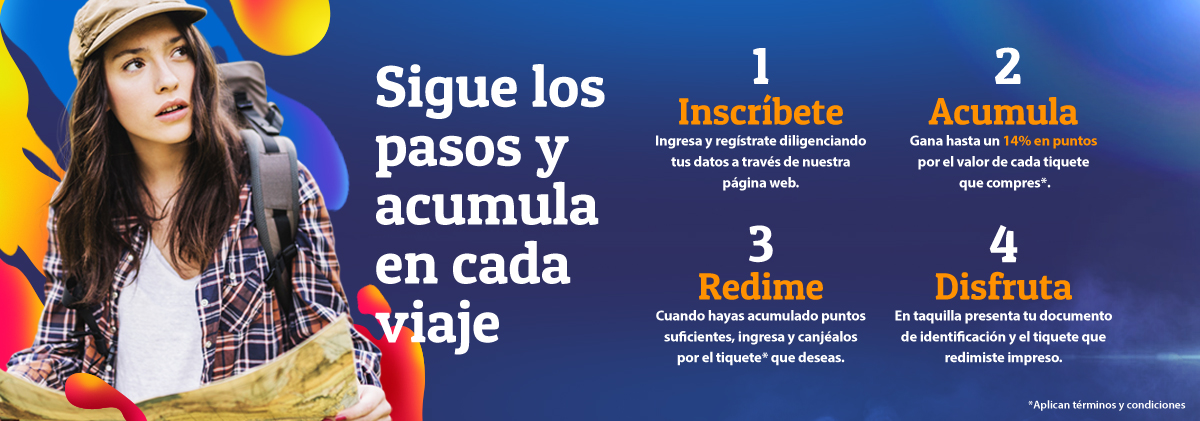 Sigue los
pasos y
acumula
en cada
viaje
1
Inscríbete
Ingresa y regístrate diligenciando
tus datos a través de nuestra
página web.
2
Acumula
Gana hasta un 14% en puntos
por el valor de cada tiquete
que compres*.
3
Redime
Cuando hayas acumulado puntos
suficientes, ingresa y canjéalos
por el tiquete* que deseas.
4
Disfruta
En taquilla presenta tu documento
de identificación y el tiquete que
redimiste impreso.
*Aplican términos y condiciones